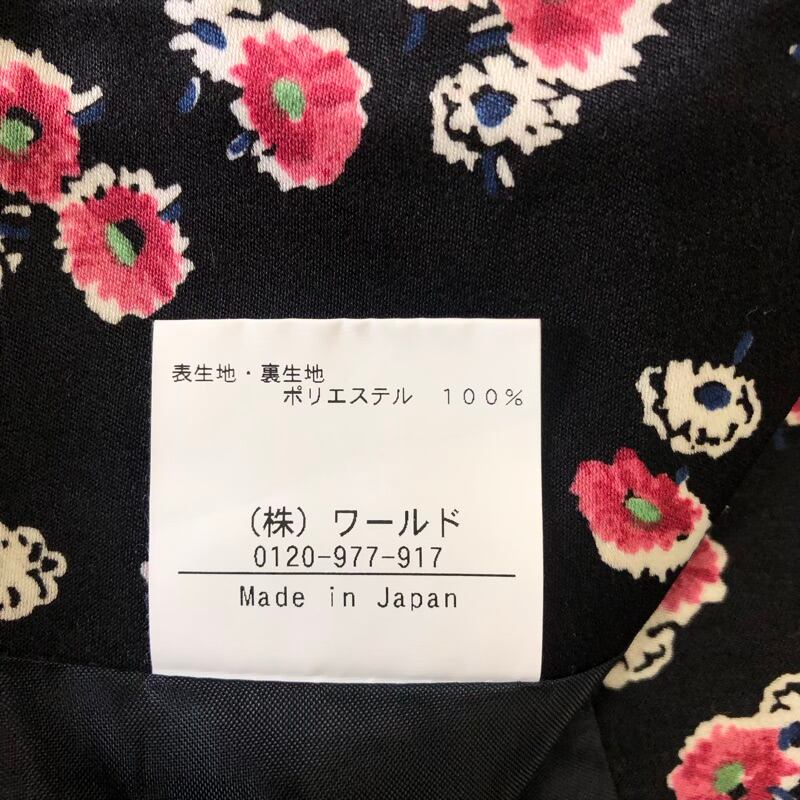 表生地・裏生地
ポリエステル　１００％
（株）ワールド
0120-977-917
Made in Japan